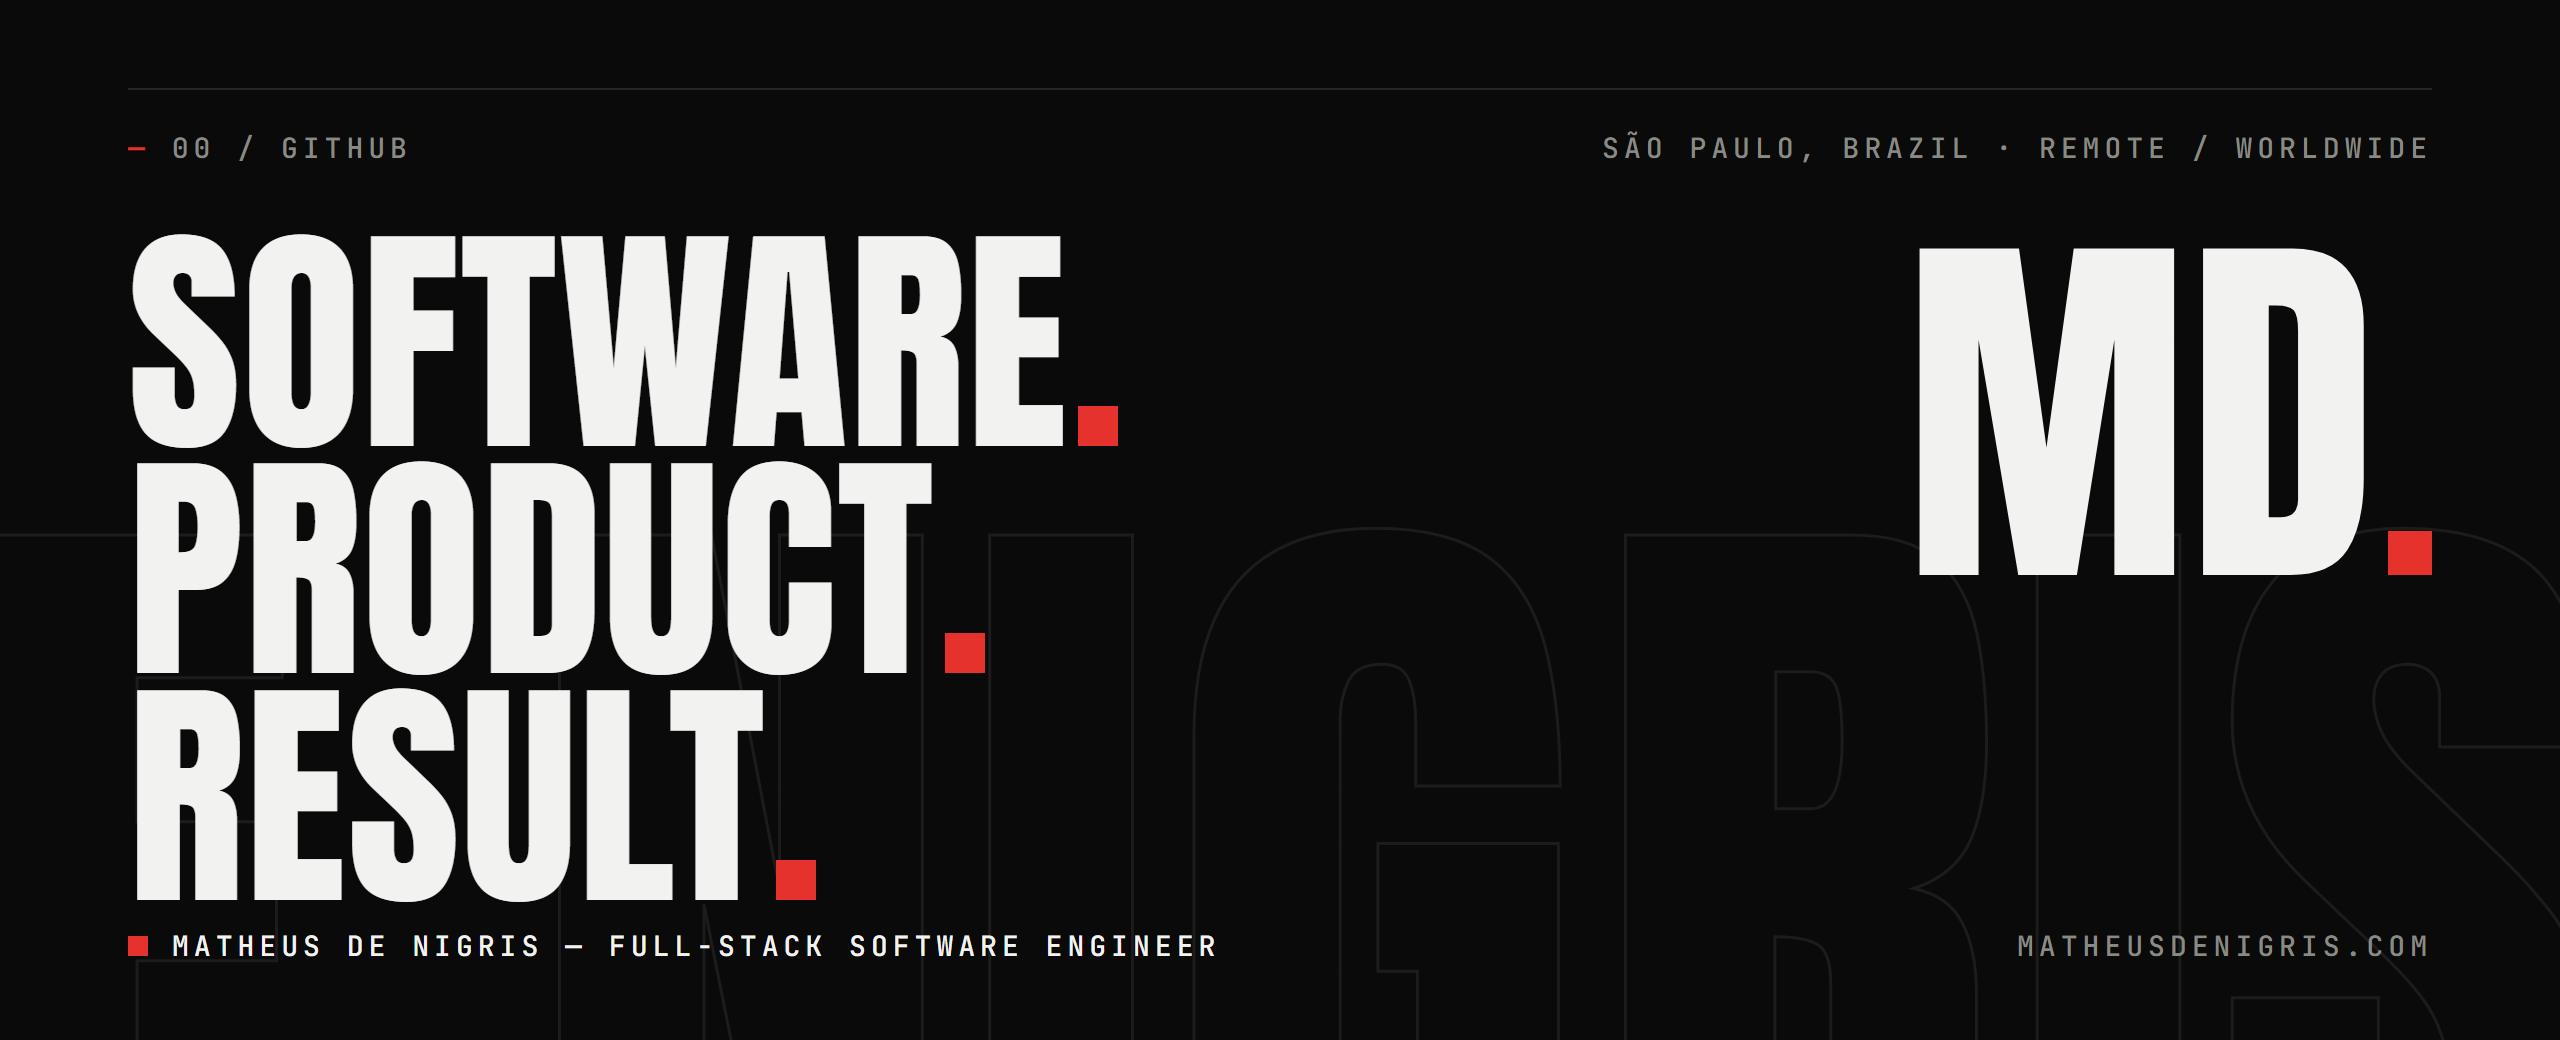 — 00 / GITHUB
SÃO PAULO, BRAZIL · REMOTE / WORLDWIDE
SOFTWARE.
PRODUCT.
RESULT.
MD.
MATHEUS DE NIGRIS — FULL-STACK SOFTWARE ENGINEER
MATHEUSDENIGRIS.COM
NIGRIS